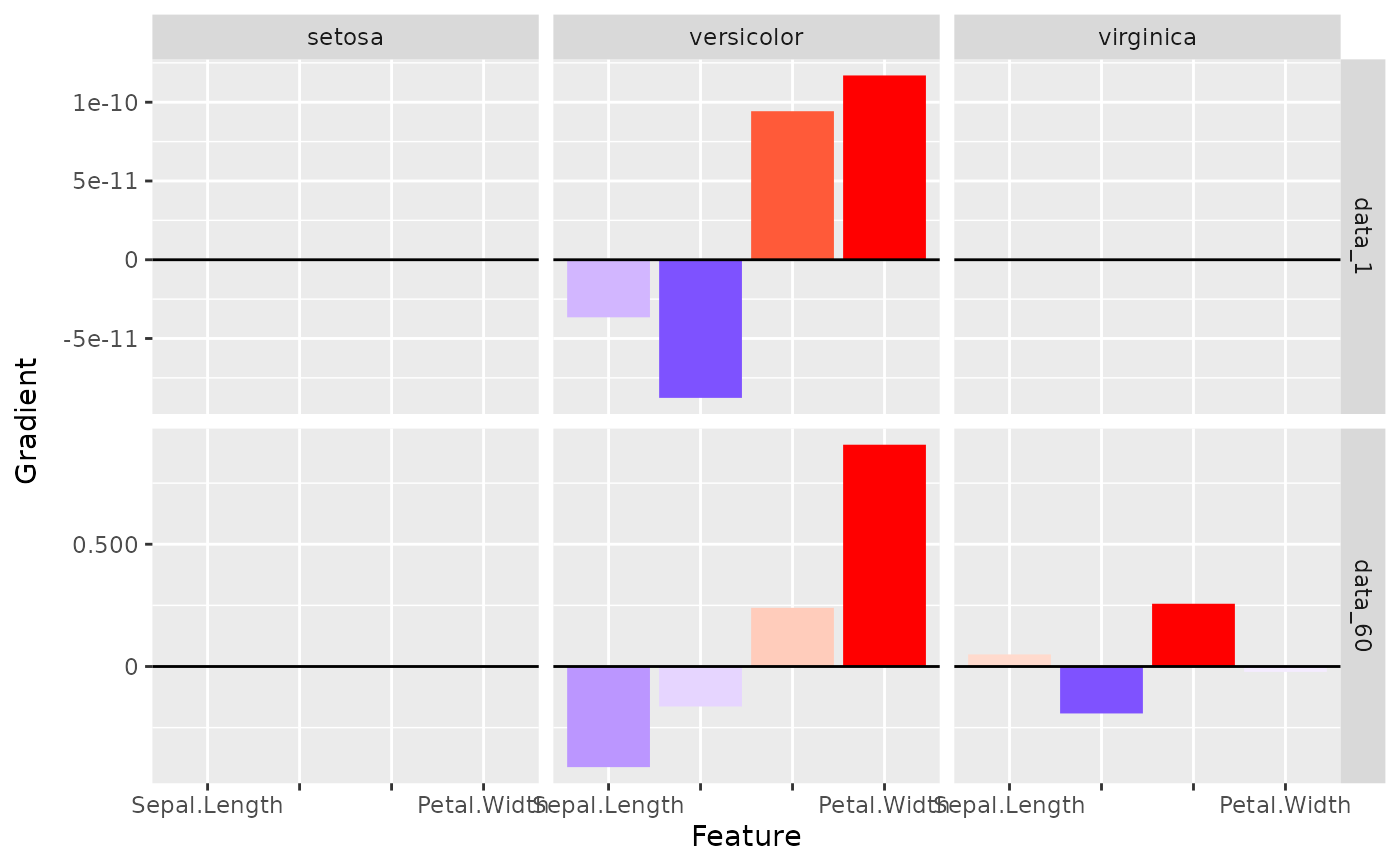 setosa
versicolor
virginica
1e-10
5e-11
0
-5e-11
data_1
Gradient
0.500
0
data_60
Sepal.Length
Petal.Width
Sepal.Length
Petal.Width
Sepal.Length
Petal.Width
Feature